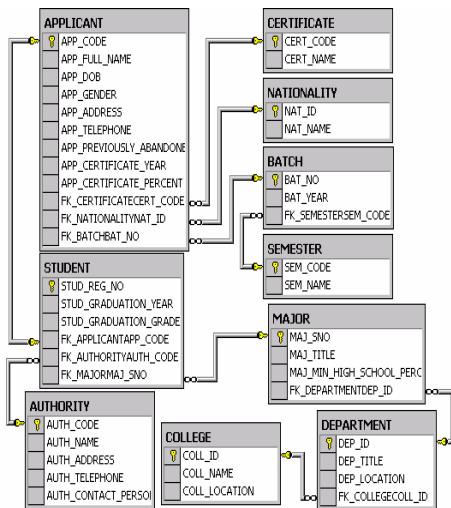 APPLICANT
APP_CODE
APP_FULL_NAME
APP_DOB
APP_GENDER
APP_ADDRESS
APP_TELEPHONE
APP_PREVIOUSLY_ABANDONE
APP_CERTIFICATE_YEAR
APP_CERTIFICATE_PERCENT
FK_CERTIFICATECERT_CODE
FK_NATIONALITYNAT_ID
FK_BATCHBAT_NO
CERTIFICATE
CERT_CODE
CERT_NAME
NATIONALITY
NAT_ID
NAT_NAME
BATCH
BAT_NO
BAT_YEAR
FK_SEMESTERSEM_CODE
SEMESTER
SEM_CODE
SEM_NAME
STUDENT
STUD_REG_NO
STUD_GRADUATION_YEAR
STUD_GRADUATION_GRADE
FK_APPLICANTAPP_CODE
FK_AUTHORITYAUTH_CODE
FK_MAJORMAJ_SNO
MAJOR
MAJ_SNO
MAJ_TITLE
MAJ_MIN_HIGH_SCHOOL_PERC
FK_DEPARTMENTDEP_ID
AUTHORITY
AUTH_CODE
AUTH_NAME
AUTH_ADDRESS
AUTH_TELEPHONE
AUTH_CONTACT_PERSO
COLLEGE
COLL_ID
COLL_NAME
COLL_LOCATION
DEPARTMENT
DEP_ID
DEP_TITLE
DEP_LOCATION
FK_COLLEGECOLL_ID